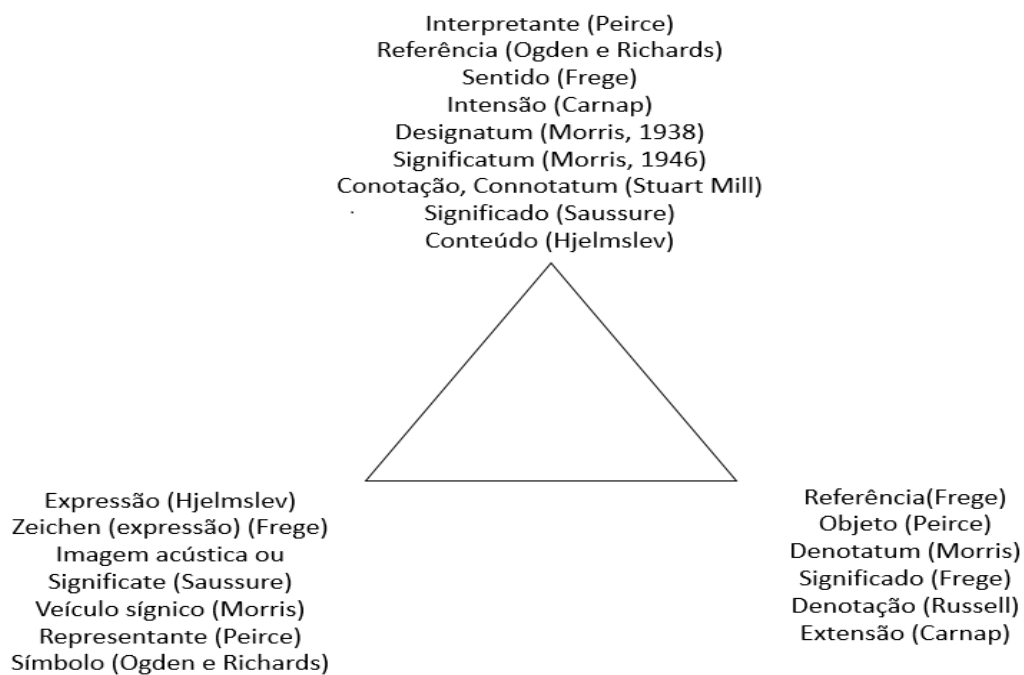 Interpretante (Peirce)
Referência (Ogden e Richards)
Sentido (Frege)
Intensão (Carnap)
Designatum (Morris, 1938)
Significatum (Morris, 1946)
Conotação, Connotatum (Stuart Mill)
Significado (Saussure)
Conteúdo (Hjelmslev)
Expressão (Hjelmslev)
Zeichen (expressão) (Frege)
Imagem acústica ou
Significate (Saussure)
Veículo sígnico (Morris)
Representante (Peirce)
Símbolo (Ogden e Richards)
Referência(Frege)
Objeto (Peirce)
Denotatum (Morris)
Significado (Frege)
Denotação (Russell)
Extensão (Carnap)